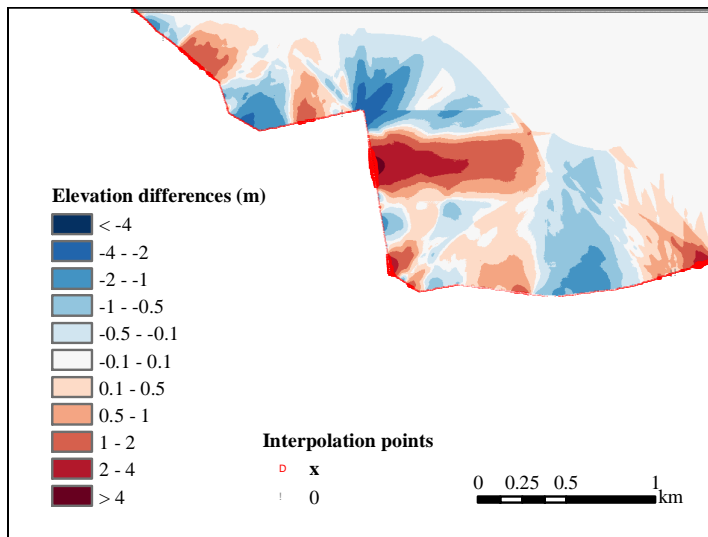 Elevation differences (m)
< -4
-4 - -2
-2 - -1
-1 - -0.5
-0.5 - -0.1
-0.1 - 0.1
0.1 - 0.5
0.5 - 1
1 - 2
2 - 4
> 4
Interpolation points
D x
! 0
0 0.25 0.5 1
km